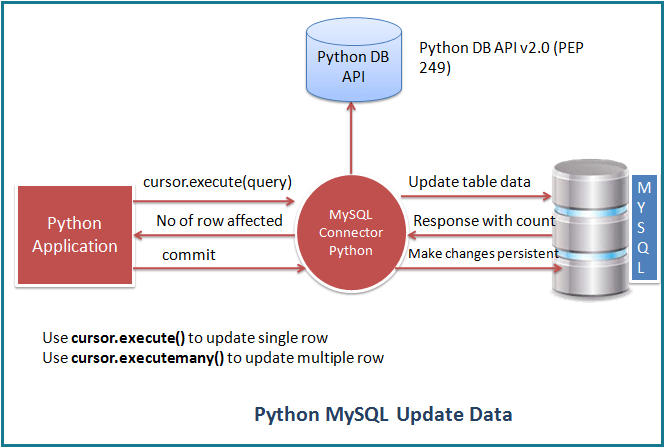 Python DB
API
Python DB API v2.0 (PEP
249)
Python
Application
cursor.execute(query)
No of row affected
commit
MySQL
Connector
Python
Update table data
Response with count
Make changes persistent
M
Y
S
Q
L
Use cursor.execute() to update single row
Use cursor.executemany() to update multiple row
Python MySQL Update Data